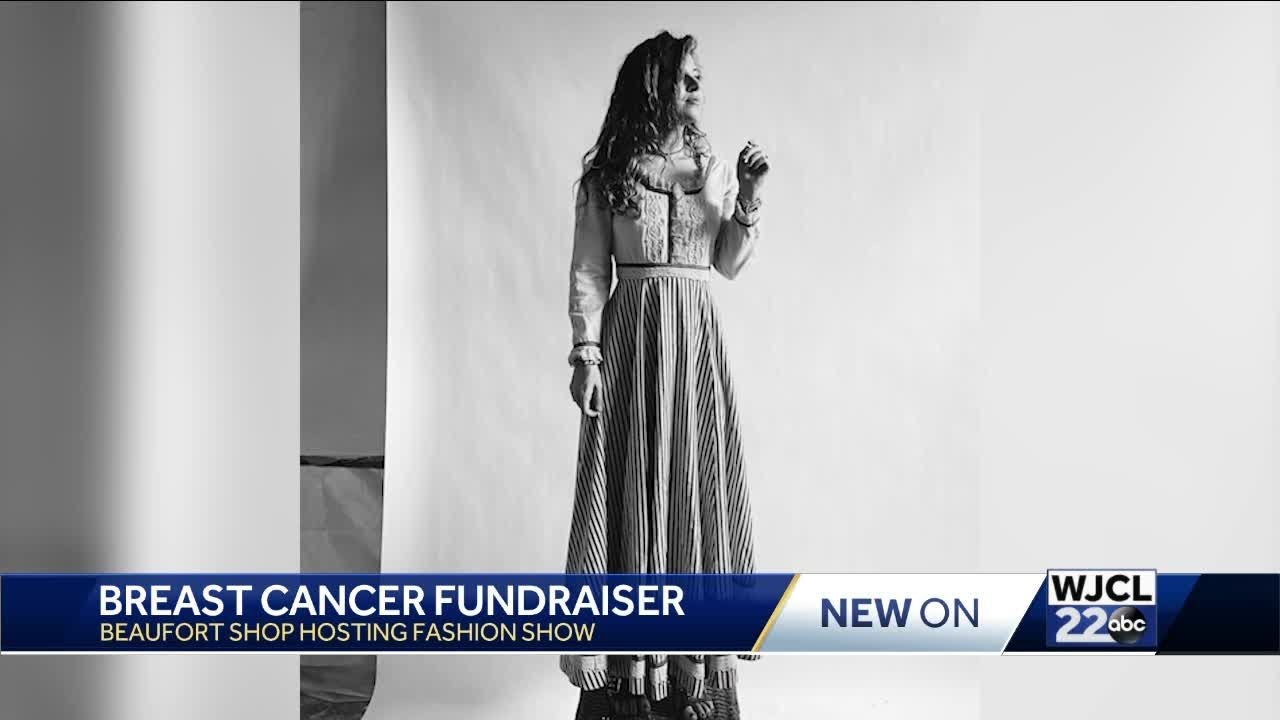 BREAST CANCER FUNDRAISER
BEAUFORT SHOP HOSTING FASHION SHOW
NEW ON
WJCL
22 abc